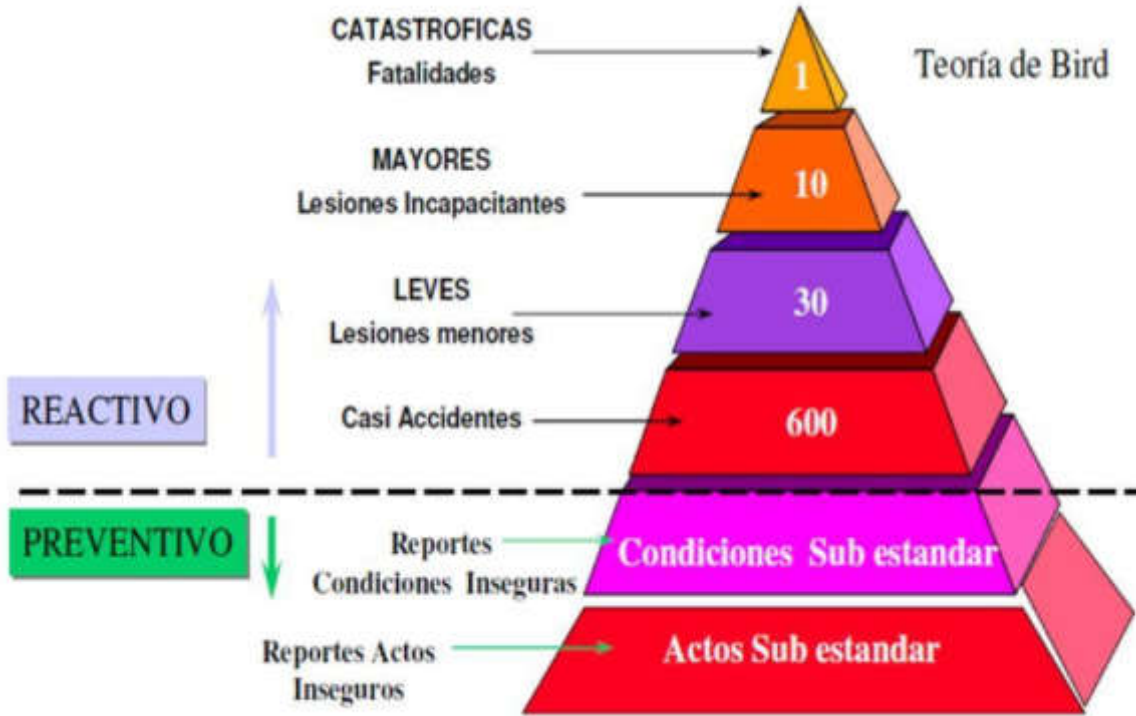 CATASTROFICAS
Fatalidades
1
Teoría de Bird
MAYORES
Lesiones Incapacitantes
10
LEVES
Lesiones menores
30
REACTIVO
Casi Accidentes
600
PREVENTIVO
Reportes
Condiciones Inseguras
Condiciones Sub estandar
Reportes Actos
Inseguros
Actos Sub estandar